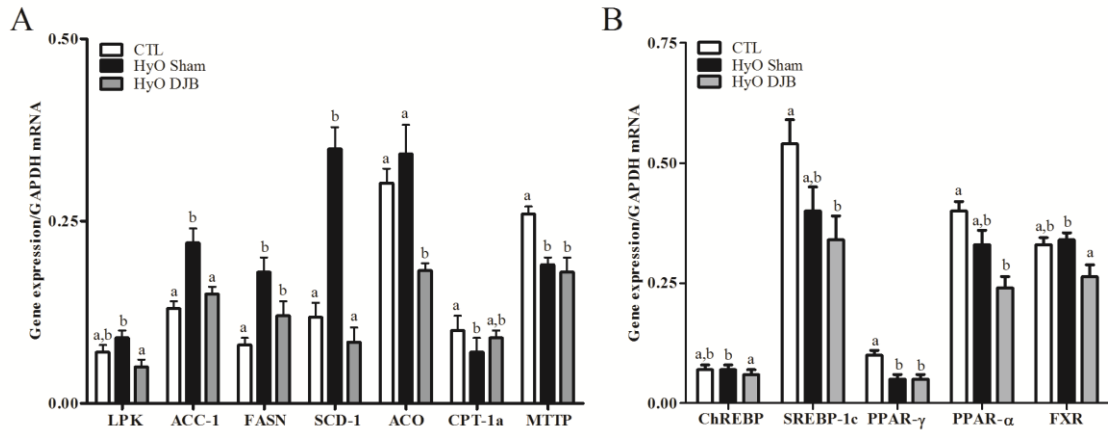 A
Gene expression/GAPDH mRNA
0.50
0.25
0.00
CTL
HyO Sham
HyO DJB
a,b
b
a
a
b
a
a
b
b
a
b
a
a
a
b
a
b
a,b
a
b
b
LPK
ACC-1
FASN
SCD-1
ACO
CPT-1a
MTTP
B
Gene expression/GAPDH mRNA
0.75
0.50
0.25
0.00
CTL
HyO Sham
HyO DJB
a,b
b
a
a
a,b
b
a
b
b
a
a,b
b
a,b
b
a
ChREBP
SREBP-1c
PPAR-γ
PPAR-α
FXR